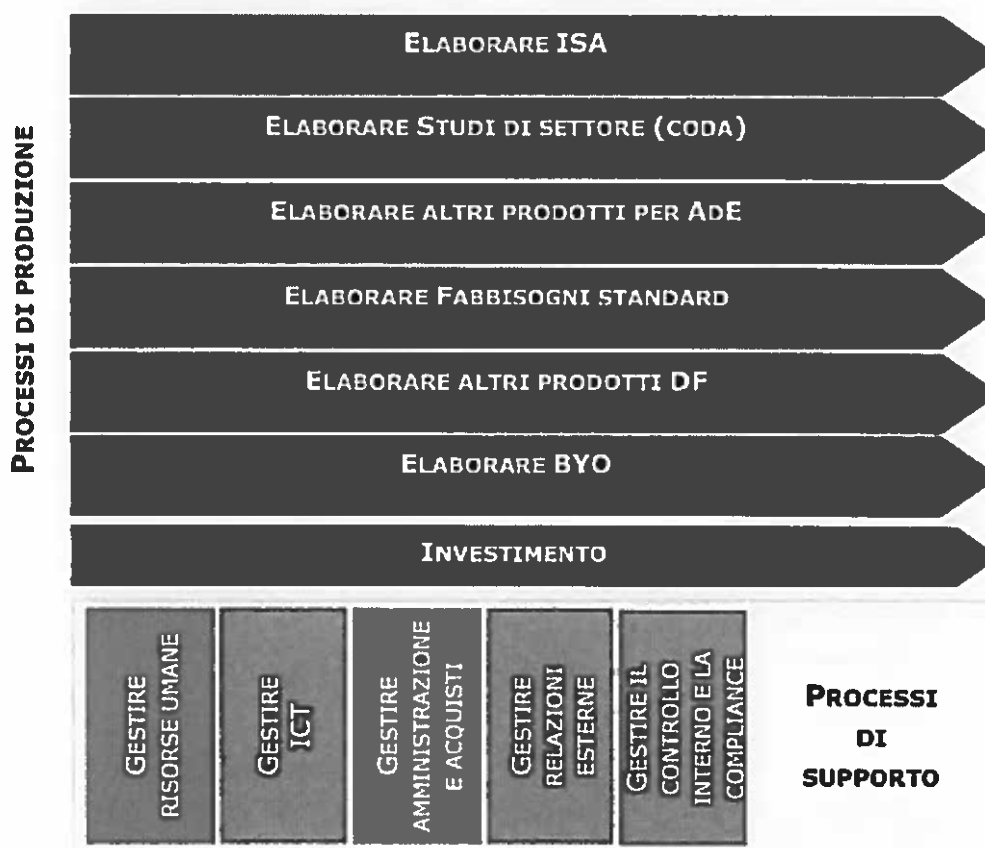 PROCESSI DI PRODUZIONE
ELABORARE ISA
ELABORARE STUDI DI SETTORE (CODA)
ELABORARE ALTRI PRODOTTI PER ADE
ELABORARE FABBISOGNI STANDARD
ELABORARE ALTRI PRODOTTI DF
ELABORARE BYO
INVESTIMENTO
GESTIRE
RISORSE UMANE
GESTIRE
ICT
GESTIRE
AMMINISTRAZIONE
E ACQUISTI
GESTIRE
RELAZIONI
ESTERNE
GESTIRE IL
CONTROLLO
INTERNO E LA
COMPLIANCE
PROCESSI
DI
SUPPORTO